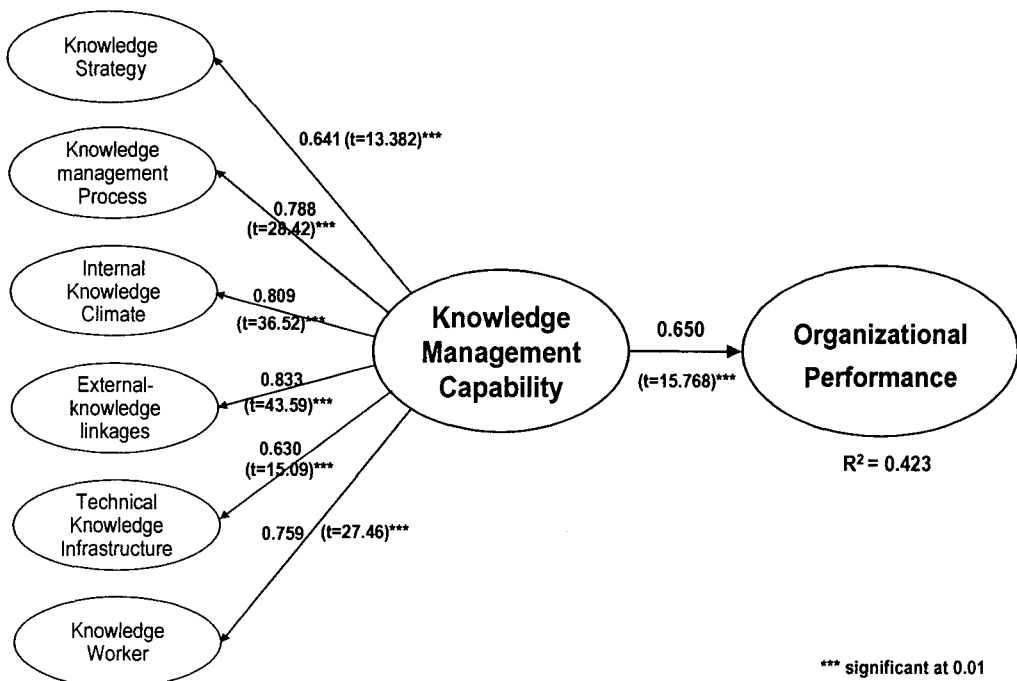 Knowledge
Strategy
0.641 (t=13.382)***
Knowledge
management
Process
0.788
(t=28.42)***
Internal
Knowledge
Climate
0.809
(t=36.52)***
External-
knowledge
linkages
0.833
(t=43.59)***
0.630
(t=15.09)***
Technical
Knowledge
Infrastructure
0.759 (t=27.46)***
Knowledge
Worker
Knowledge
Management
Capability
0.650
(t=15.768)***
Organizational
Performance
R² = 0.423
*** significant at 0.01